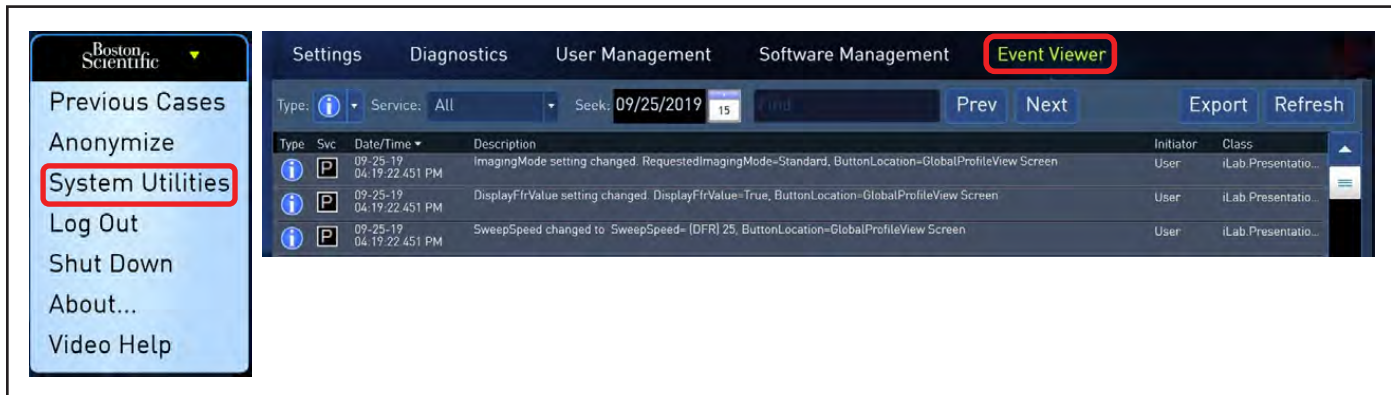 Boston
Scientific
Previous Cases
Anonymize
System Utilities
Log Out
Shut Down
About...
Video Help
Settings Diagnostics User Management Software Management Event Viewer
Type: Service: All Seek: 09/25/2019 15 Find Prev Next Export Refresh
Type Svc Date/Time Description Initiator Class
P 09-25-19 ImagingMode setting changed. RequestedImagingMode=Standard, ButtonLocation=GlobalProfileView Screen User iLab.Presentatio...
04:19:22.451 PM
P 09-25-19 DisplayFfrValue setting changed. DisplayFfrValue=True, ButtonLocation=GlobalProfileView Screen User iLab.Presentatio...
04:19:22.451 PM
P 09-25-19 SweepSpeed changed to SweepSpeed= (DFR) 25, ButtonLocation=GlobalProfileView Screen User iLab.Presentatio...
04:19:22.451 PM